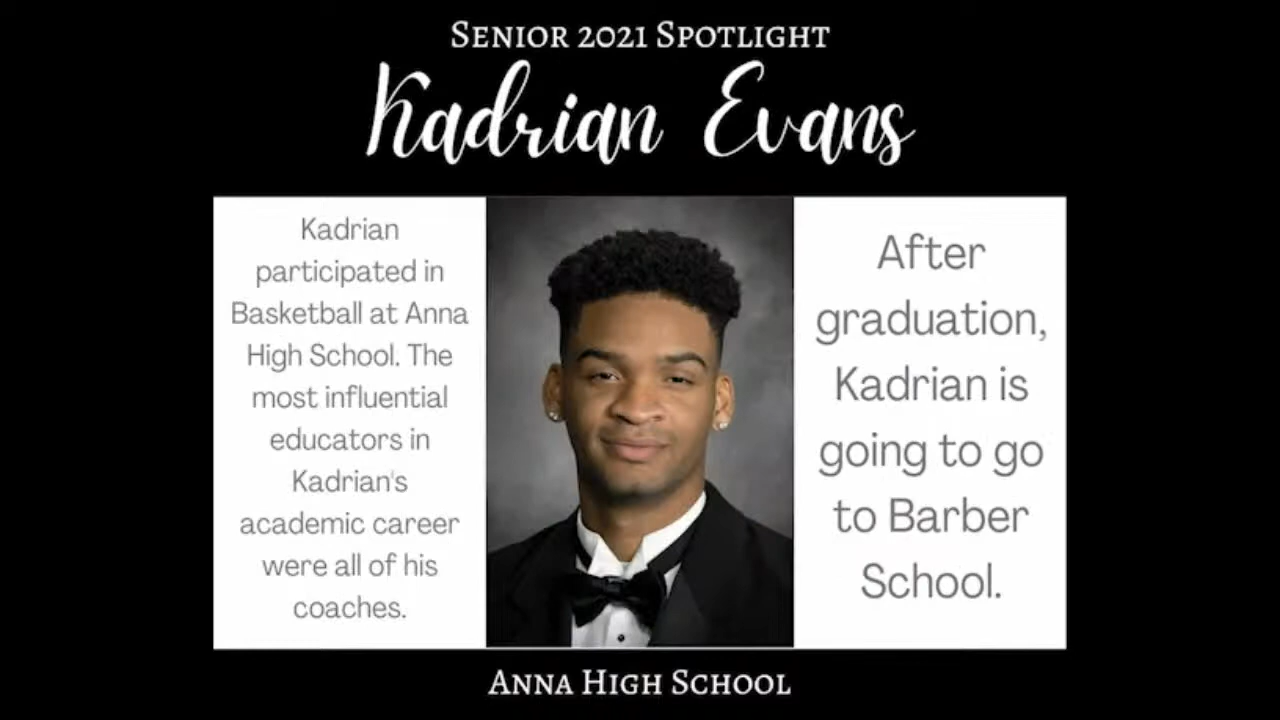 Senior 2021 Spotlight
Kadrian Evans
Kadrian
participated in
Basketball at Anna
High School. The
most influential
educators in
Kadrian's
academic career
were all of his
coaches.
After
graduation,
Kadrian is
going to go
to Barber
School.
Anna High School